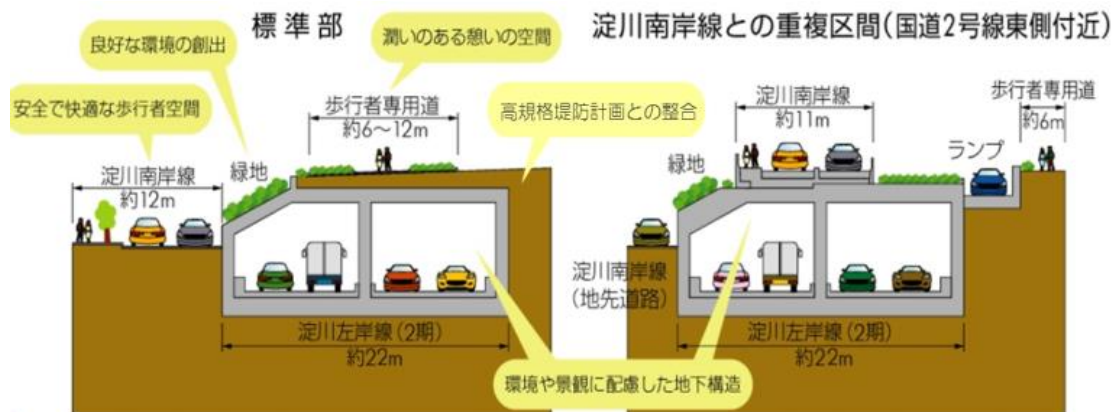 標準部
淀川南岸線との重複区間(国道2号線東側付近)
良好な環境の創出
潤いのある憩いの空間
安全で快適な歩行者空間
歩行者専用道
約6~12m
高規格堤防計画との整合
淀川南岸線
約12m
緑地
淀川左岸線(2期)
約22m
環境や景観に配慮した地下構造
淀川南岸線
約11m
歩行者専用道
約6m
緑地
ランプ
淀川南岸線
(地先道路)
淀川左岸線(2期)
約22m